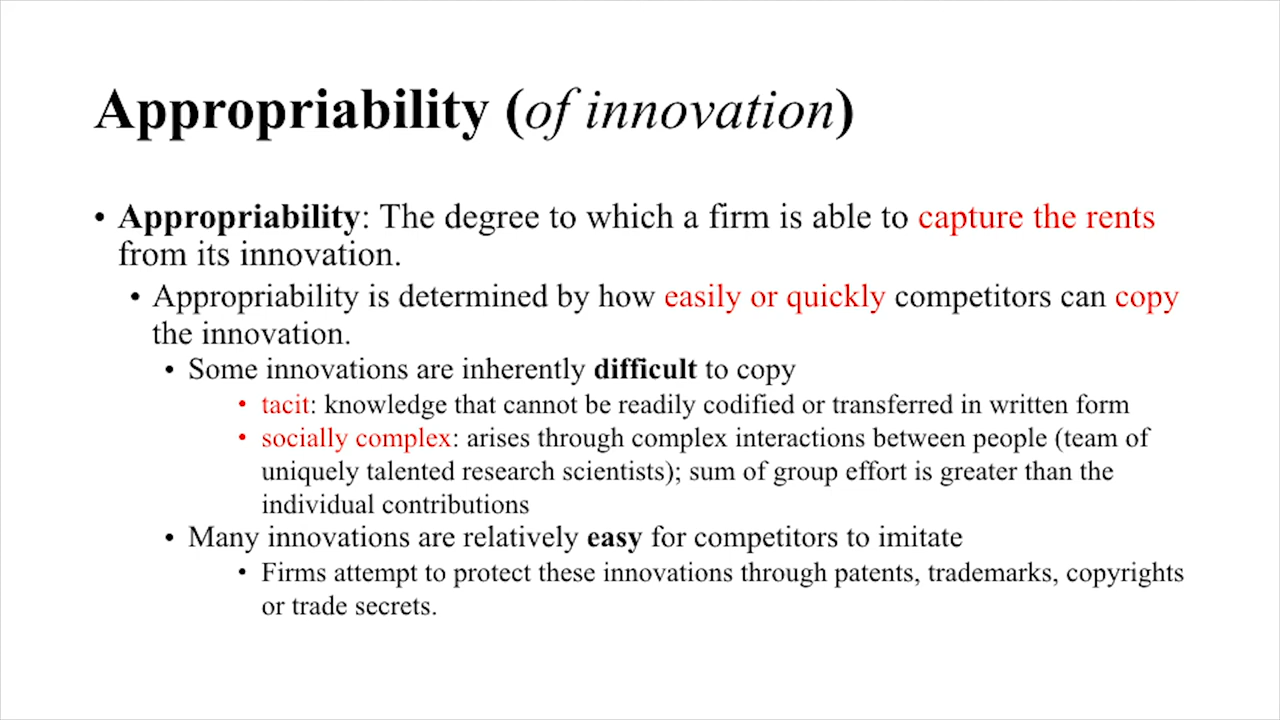 Appropriability (of innovation)
• Appropriability: The degree to which a firm is able to capture the rents
from its innovation.
• Appropriability is determined by how easily or quickly competitors can copy
the innovation.
• Some innovations are inherently difficult to copy
• tacit: knowledge that cannot be readily codified or transferred in written form
• socially complex: arises through complex interactions between people (team of
uniquely talented research scientists); sum of group effort is greater than the
individual contributions
• Many innovations are relatively easy for competitors to imitate
• Firms attempt to protect these innovations through patents, trademarks, copyrights
or trade secrets.